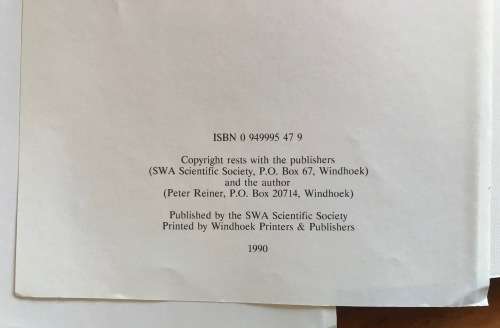 ISBN 0 949995 47 9
Copyright rests with the publishers
(SWA Scientific Society, P.O. Box 67, Windhoek)
and the author
(Peter Reiner, P.O. Box 20714, Windhoek)
Published by the SWA Scientific Society
Printed by Windhoek Printers & Publishers
1990